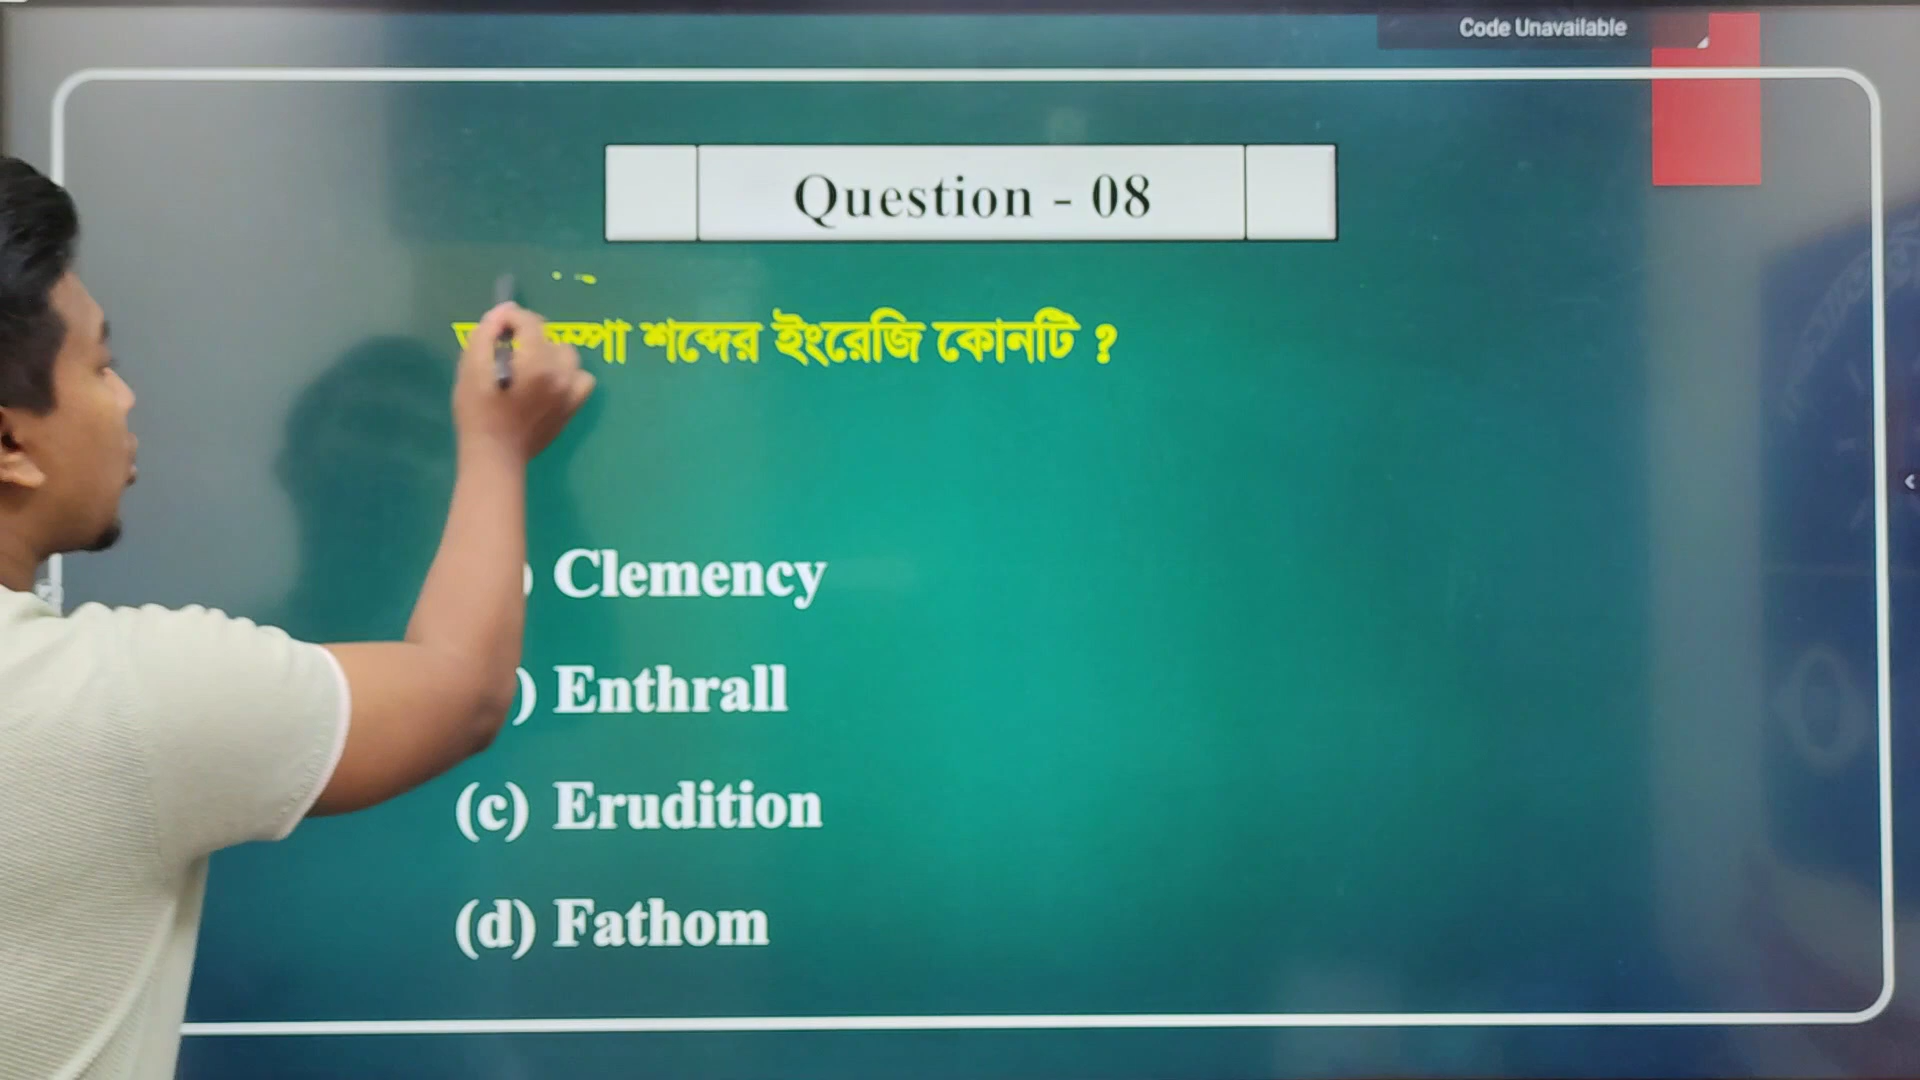 Code Unavailable
Question - 08
শব্দের ইংরেজি কোনটি ?
) Clemency
) Enthrall
(c) Erudition
(d) Fathom